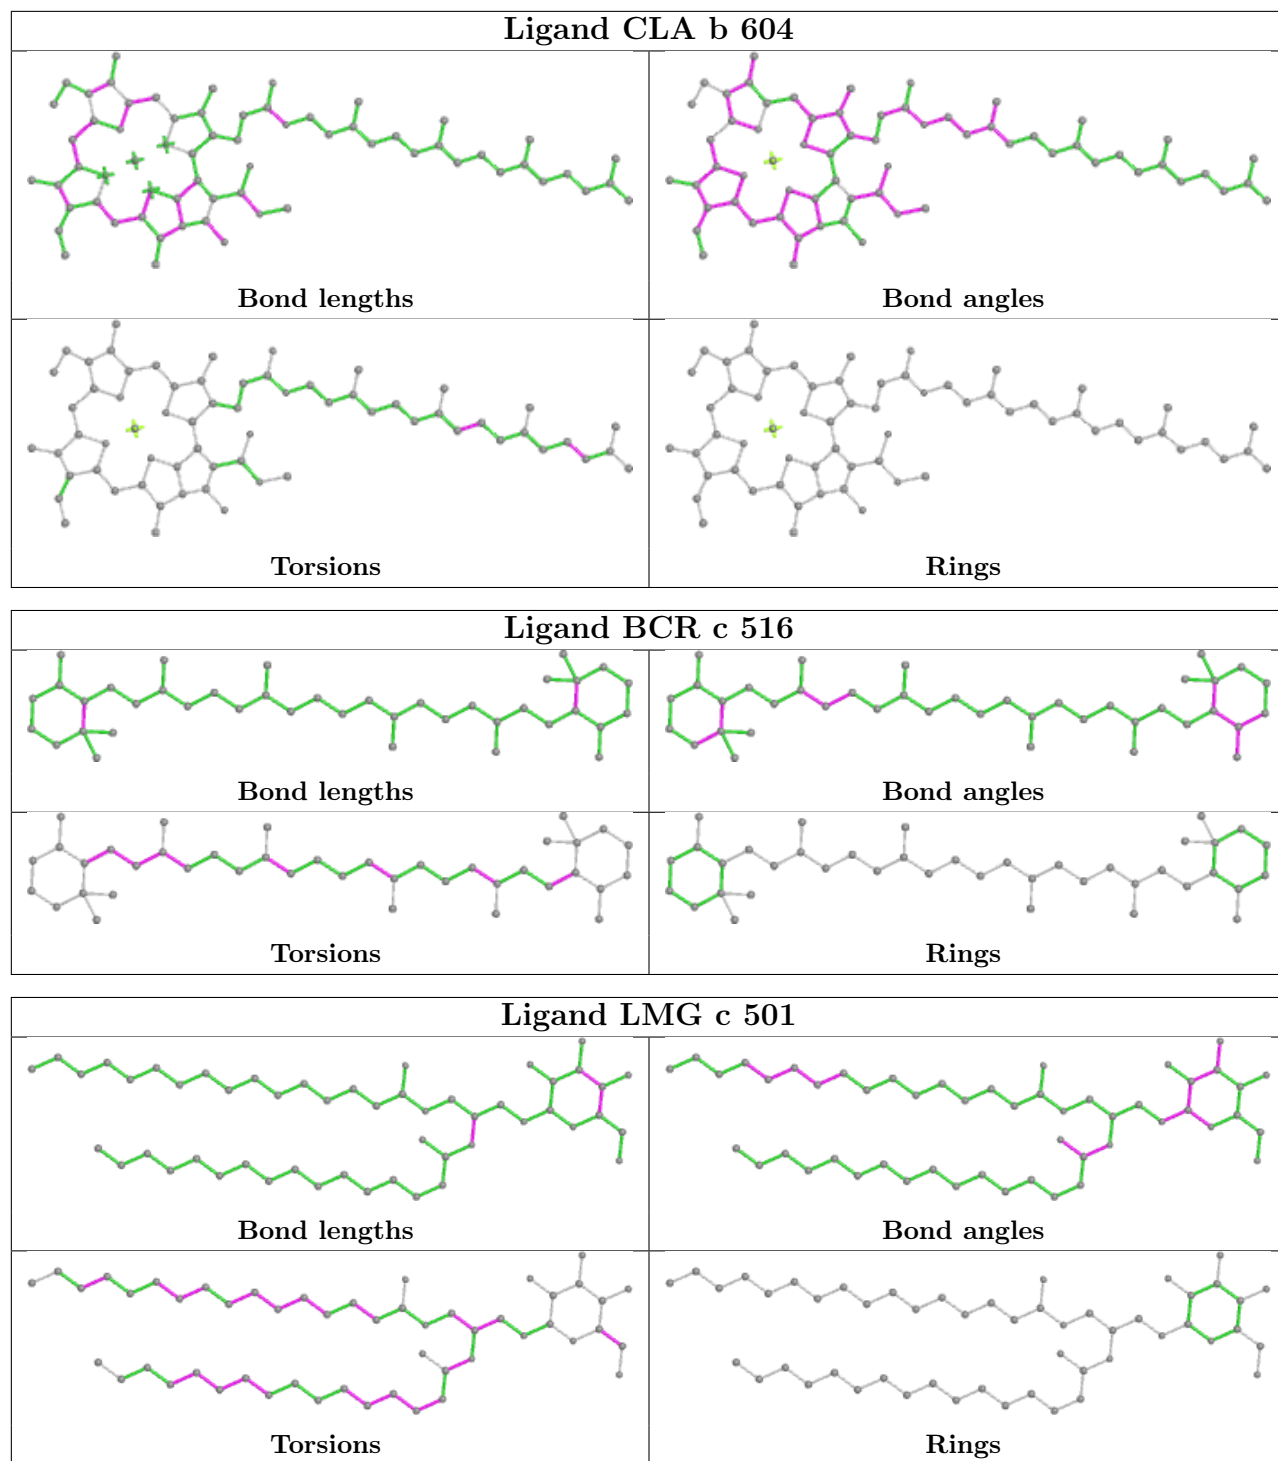 Ligand CLA b 604
Bond lengths
Bond angles
Torsions
Rings
Ligand BCR c 516
Bond lengths
Bond angles
Torsions
Rings
Ligand LMG c 501
Bond lengths
Bond angles
Torsions
Rings